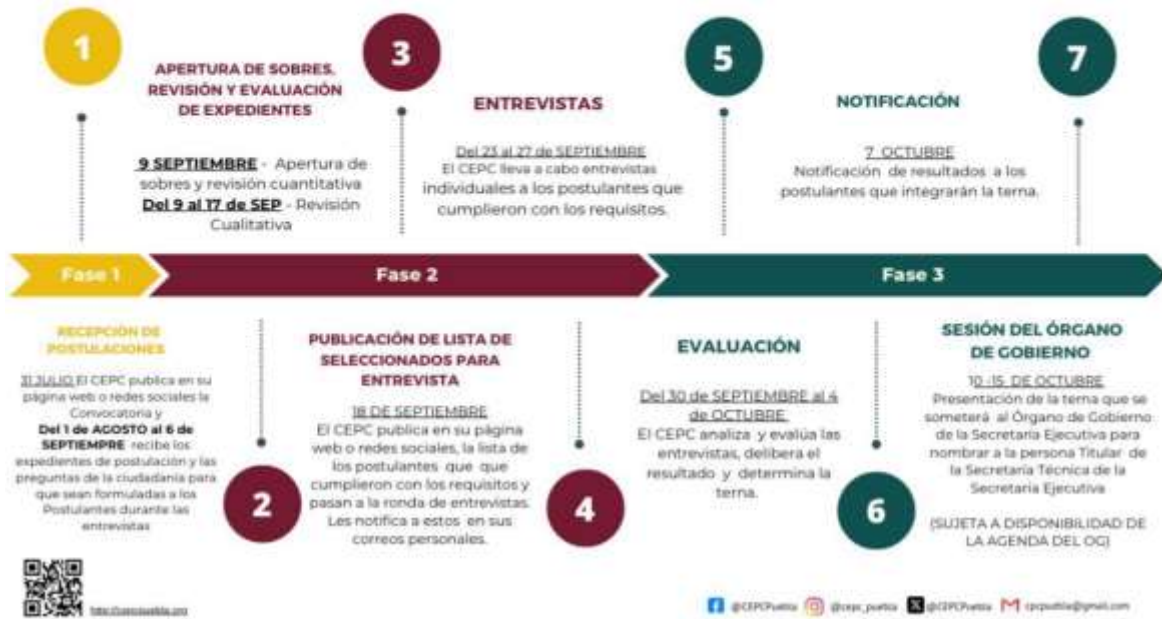 1
APERTURA DE SOBRES,
REVISIÓN Y EVALUACIÓN
DE EXPEDIENTES
9 SEPTIEMBRE - Apertura de
sobres y revisión cuantitativa
Del 9 al 17 de SEP - Revisión
Cualitativa
3
ENTREVISTAS
Del 23 al 27 de SEPTIEMBRE
El CEPC lleva a cabo entrevistas
individuales a los postulantes que
cumplieron con los requisitos.
5
NOTIFICACIÓN
7 OCTUBRE
Notificación de resultados a los
postulantes que integrarán la terna.
7
Fase 1
Fase 2
Fase 3
RECEPCIÓN DE
POSTULACIONES
31 JULIO El CEPC publica en su
página web o redes sociales la
Convocatoria y
Del 1 de AGOSTO al 6 de
SEPTIEMPRE recibe los
expedientes de postulación y las
preguntas de la ciudadanía para
que sean formuladas a los
Postulantes durante las
entrevistas
2
PUBLICACIÓN DE LISTA DE
SELECCIONADOS PARA
ENTREVISTA
18 DE SEPTIEMBRE
El CEPC publica en su página
web o redes sociales, la lista de
los postulantes que que
cumplieron con los requisitos y
pasan a la ronda de entrevistas.
Les notifica a estos en sus
correos personales.
4
EVALUACIÓN
Del 30 de SEPTIEMBRE al 4
de OCTUBRE
El CEPC analiza y evalúa las
entrevistas, delibera el
resultado y determina la
terna.
6
SESIÓN DEL ÓRGANO
DE GOBIERNO
10 -15 DE OCTUBRE
Presentación de la terna que se
someterá al Órgano de Gobierno
de la Secretaría Ejecutiva para
nombrar a la persona Titular de
la Secretaría Técnica de la
Secretaría Ejecutiva
(SUJETA A DISPONIBILIDAD DE
LA AGENDA DEL OG)
http://cepcpuebla.org
@CEPCPuebla @cepc_puebla @CEPCPuebla cpcpuebla@gmail.com